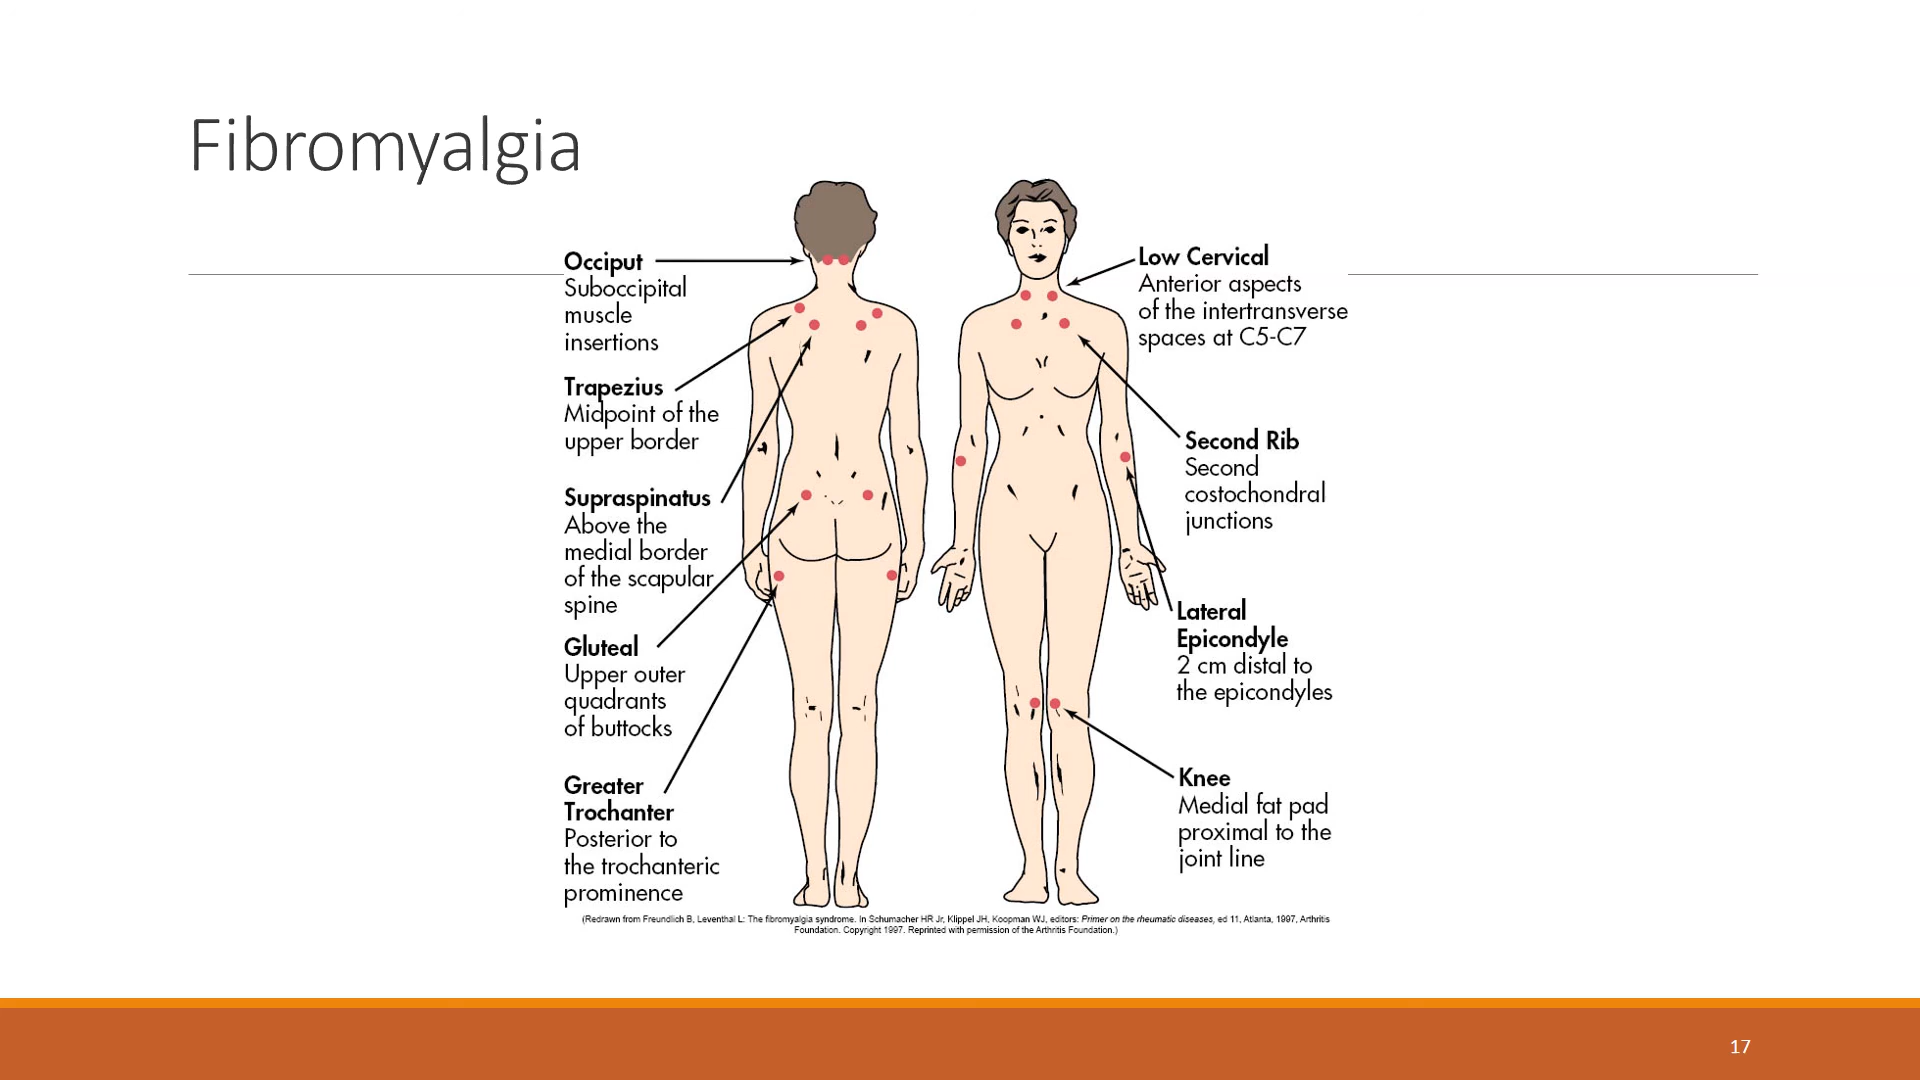 Fibromyalgia
Occiput
Suboccipital
muscle
insertions
Trapezius
Midpoint of the
upper border
Supraspinatus
Above the
medial border
of the scapular
spine
Gluteal
Upper outer
quadrants
of buttocks
Greater
Trochanter
Posterior to
the trochanteric
prominence
Low Cervical
Anterior aspects
of the intertransverse
spaces at C5-C7
Second Rib
Second
costochondral
junctions
Lateral
Epicondyle
2 cm distal to
the epicondyles
Knee
Medial fat pad
proximal to the
joint line
(Redrawn from Freundlich B, Leventhal L: The fibromyalgia syndrome. In Schumacher HR Jr, Klippel JH, Koopman WJ, editors: Primer on the rheumatic diseases, ed 11, Atlanta, 1997, Arthritis
Foundation. Copyright 1997. Reprinted with permission of the Arthritis Foundation.)
17